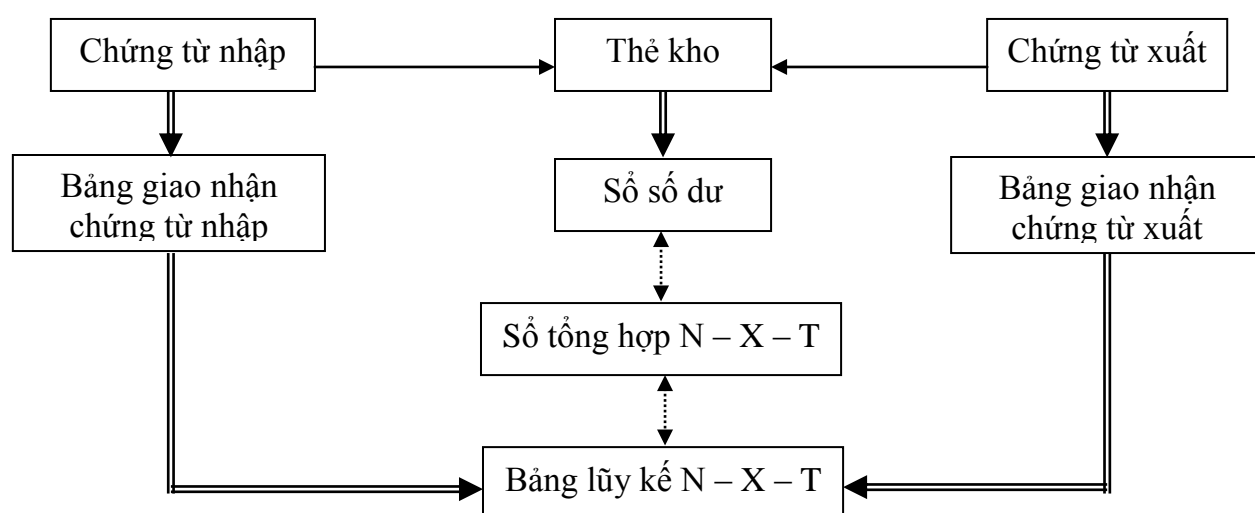 Chứng từ nhập
Thẻ kho
Chứng từ xuất
Bảng giao nhận
chứng từ nhập
Sổ số dư
Bảng giao nhận
chứng từ xuất
Sổ tổng hợp N – X – T
Bảng lũy kế N – X – T